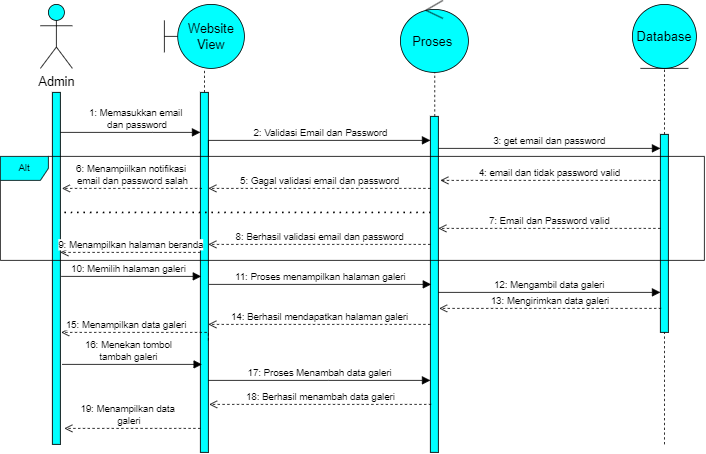 Admin
Website
View
Proses
Database
1: Memasukkan email
dan password
2: Validasi Email dan Password
3: get email dan password
Alt
4: email dan tidak password valid
5: Gagal validasi email dan password
6: Menampiilkan notifikasi
email dan password salah
7: Email dan Password valid
8: Berhasil validasi email dan password
9: Menampilkan halaman beranda
10: Memilih halaman galeri
11: Proses menampilkan halaman galeri
12: Mengambil data galeri
13: Mengirimkan data galeri
14: Berhasil mendapatkan halaman galeri
15: Menampilkan data galeri
16: Menekan tombol
tambah galeri
17: Proses Menambah data galeri
18: Berhasil menambah data galeri
19: Menampilkan data
galeri